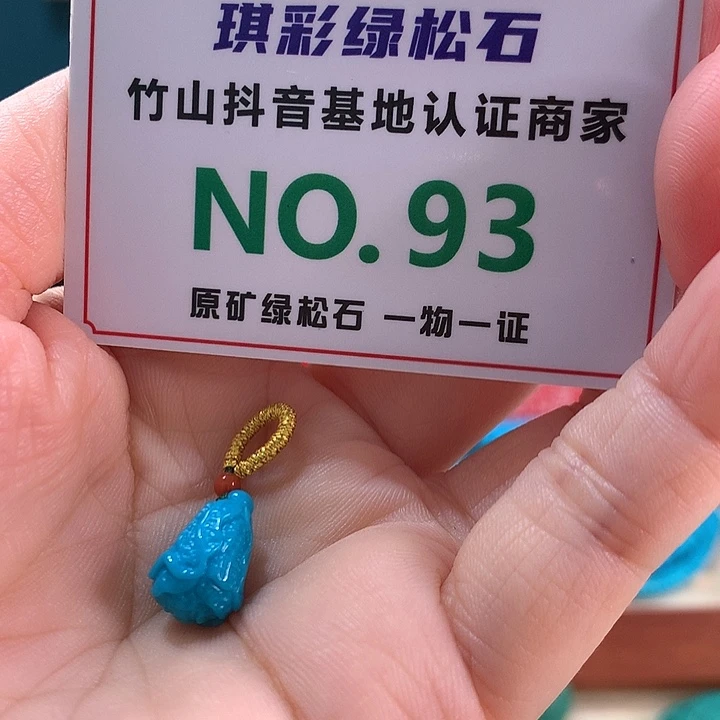 琪彩绿松石
竹山抖音基地认证商家
NO.93
原矿绿松石 一物一证